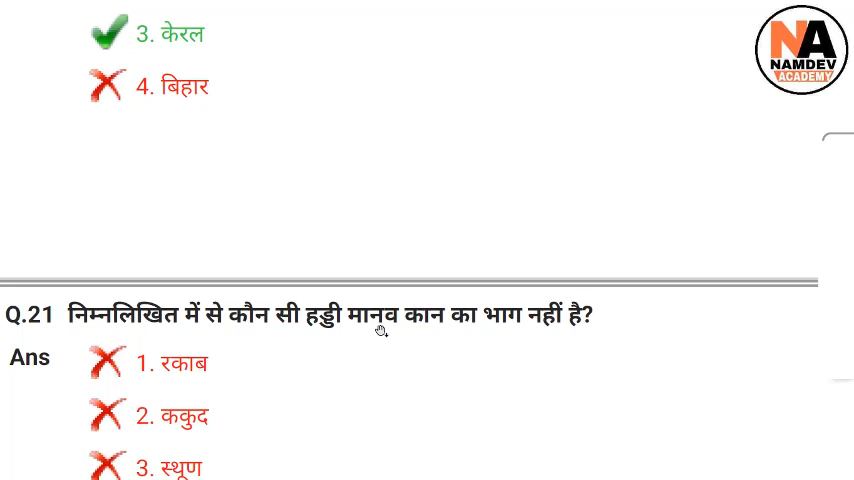 3. केरल
4. बिहार
NA
NAMDEV
ACADEMY
Q.21 निम्नलिखित में से कौन सी हड्डी मानव कान का भाग नहीं है?
Ans
1. रकाब
2. ककुद
3. स्थूण